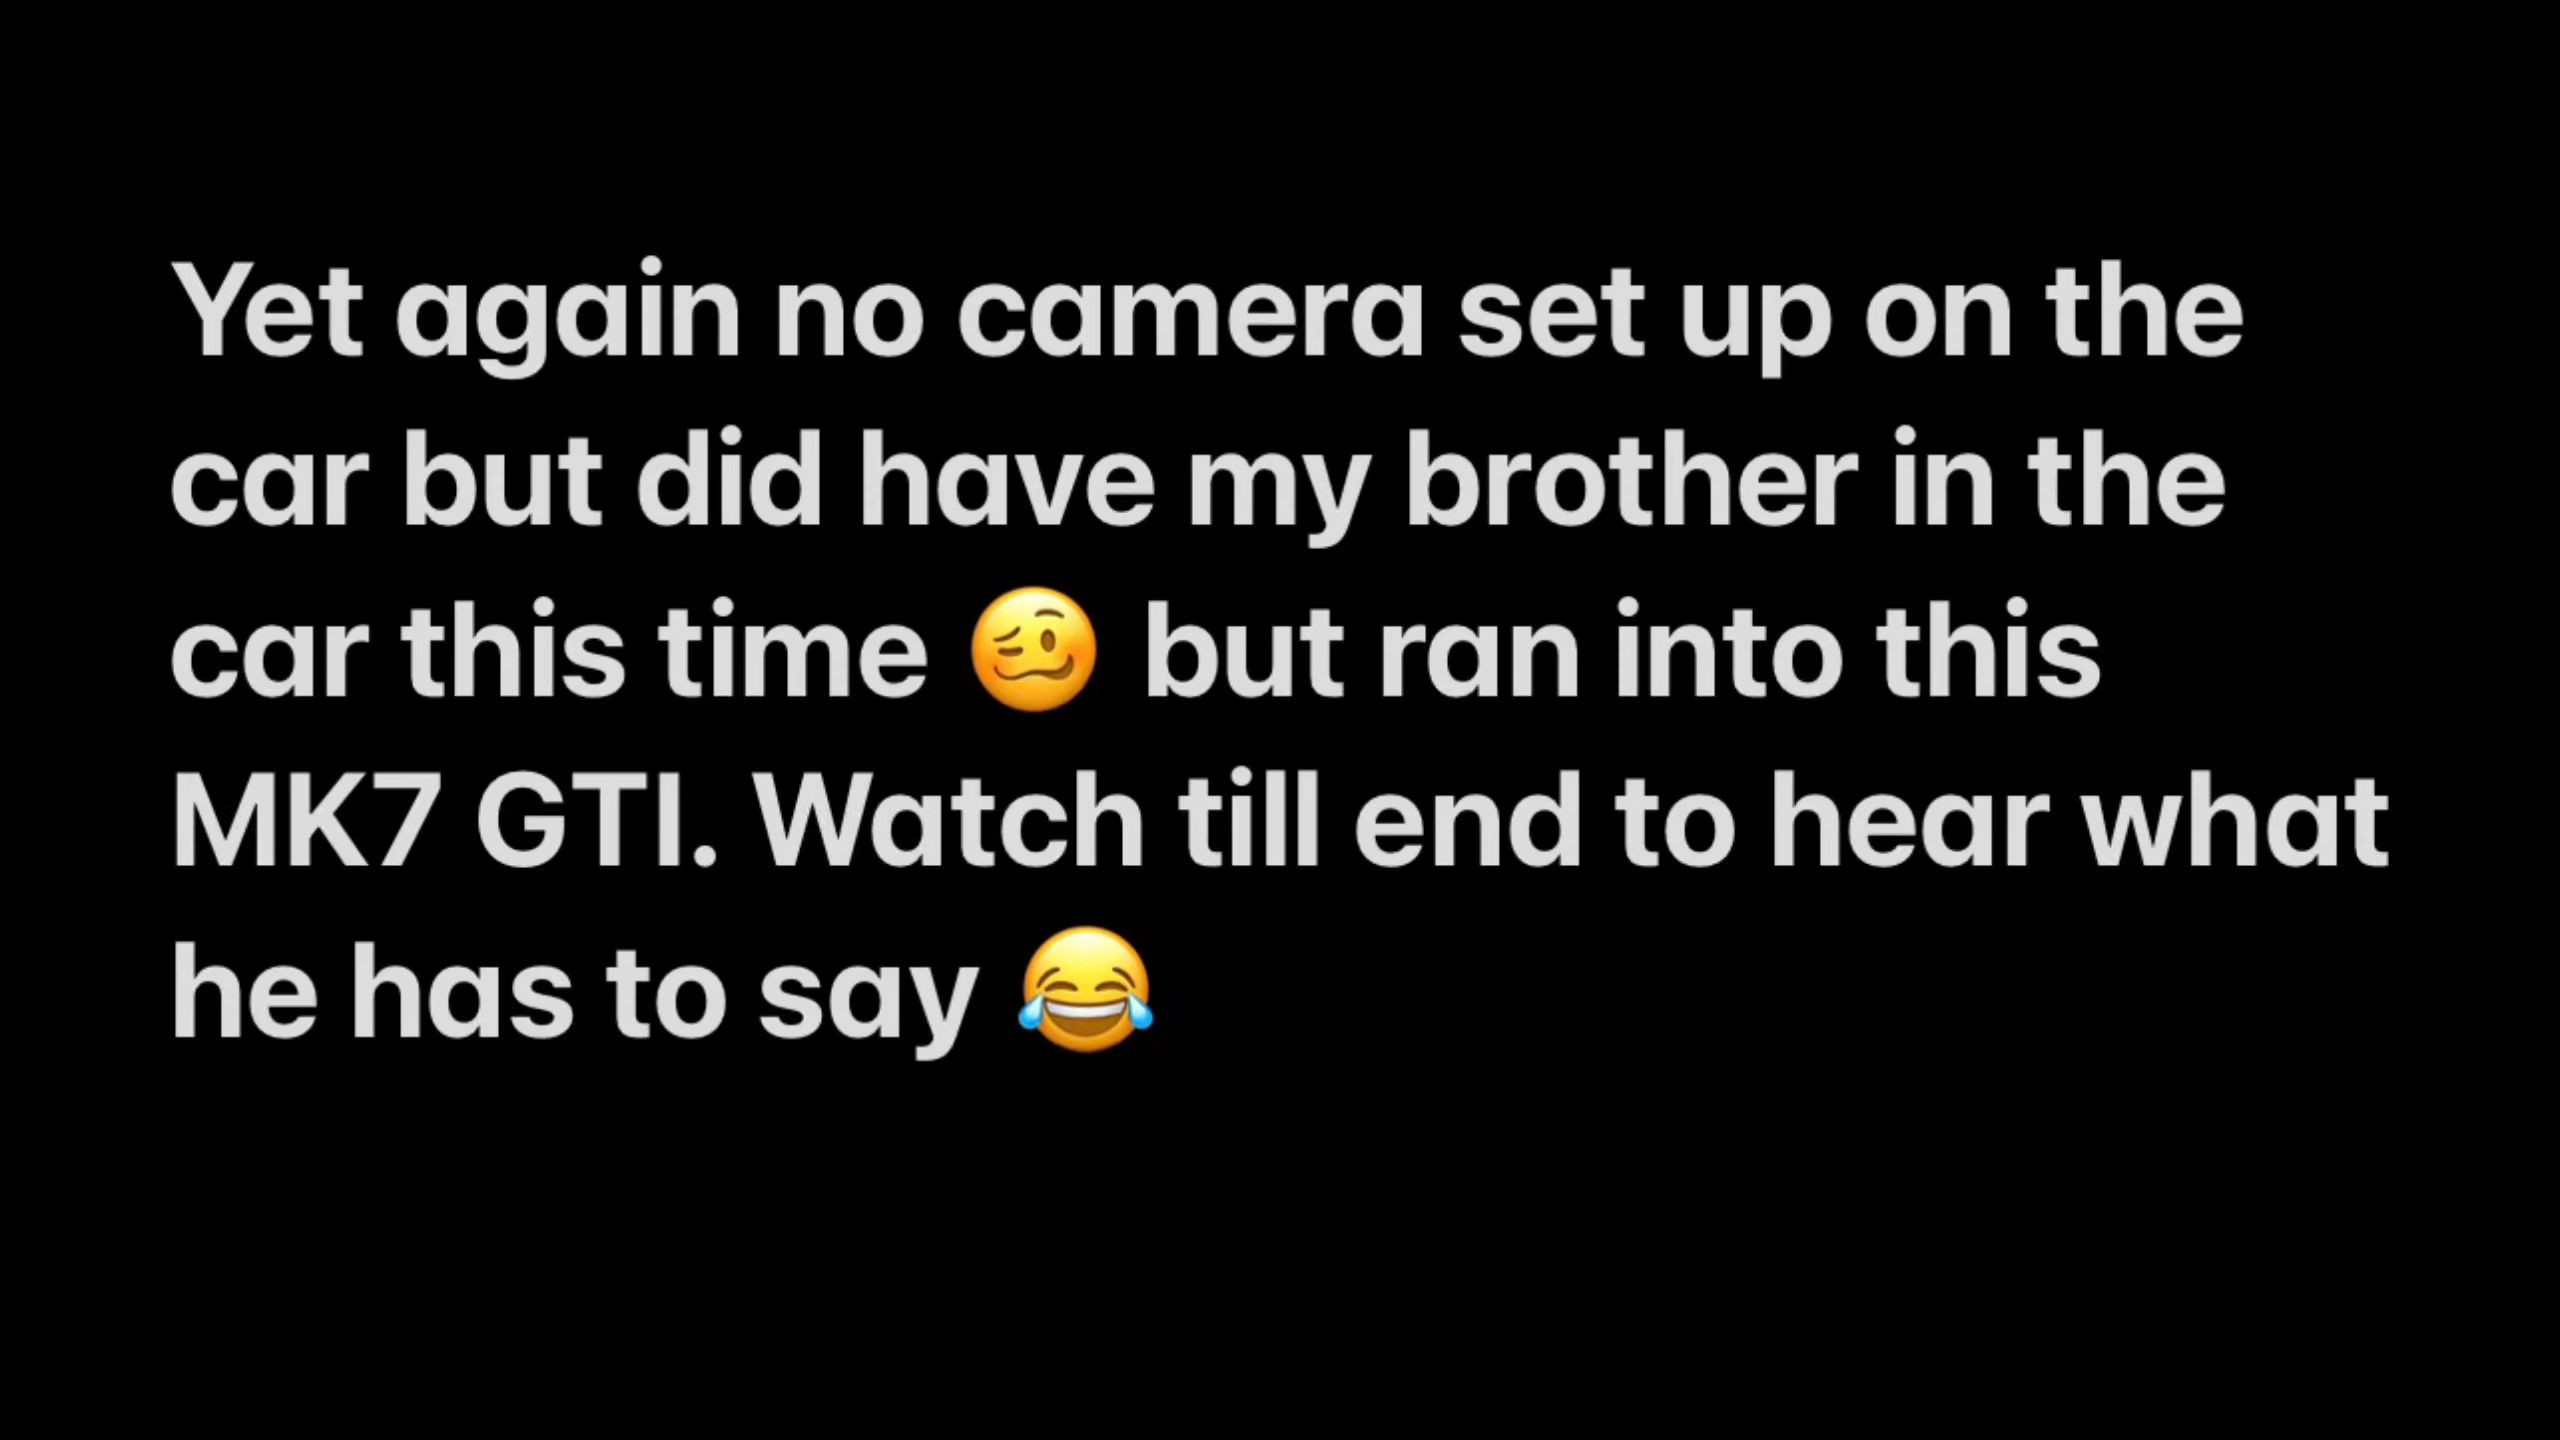 Yet again no camera set up on the
car but did have my brother in the
car this time 🥴 but ran into this
MK7 GTI. Watch till end to hear what
he has to say 😂